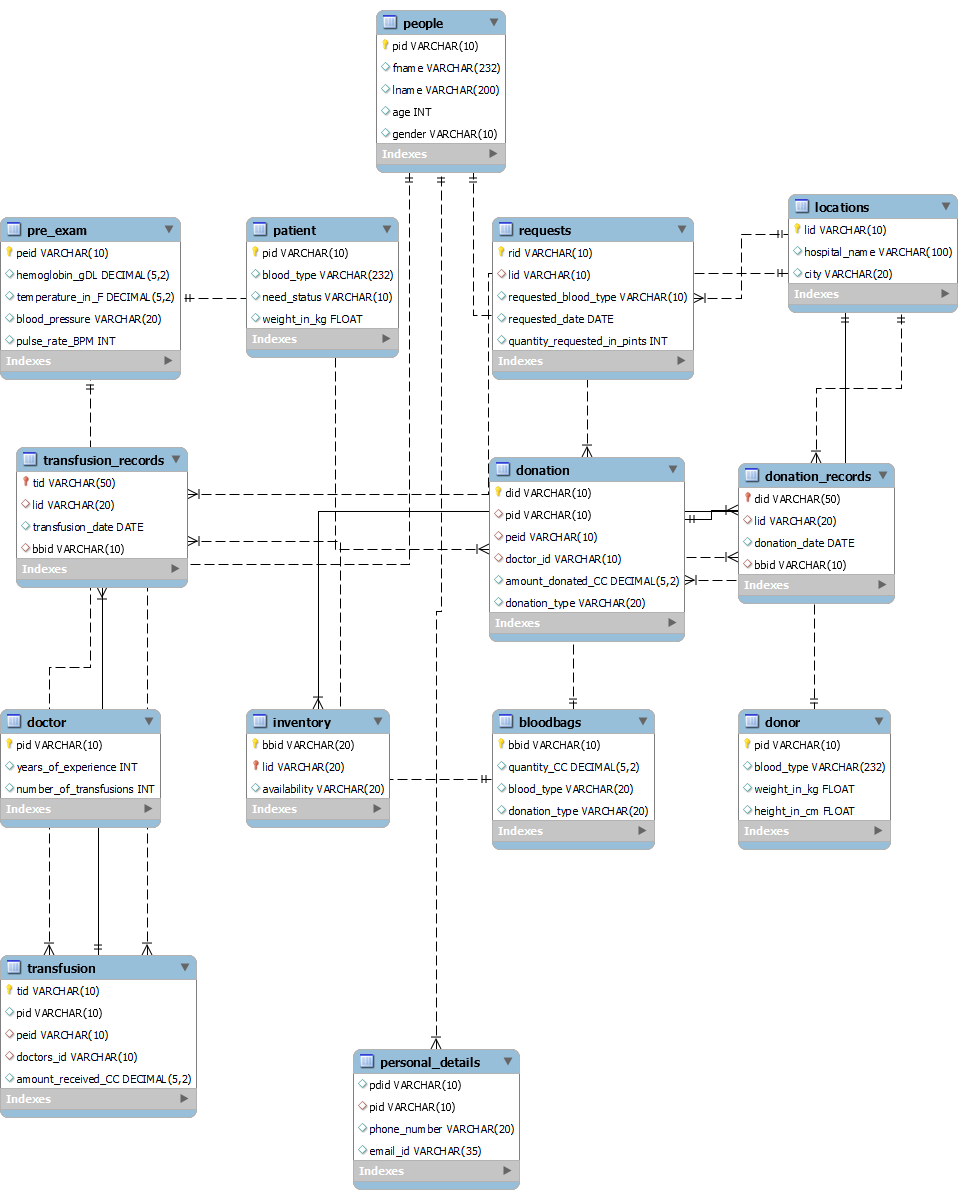 people
pid VARCHAR(10)
fname VARCHAR(232)
lname VARCHAR(200)
age INT
gender VARCHAR(10)
Indexes
pre_exam
peid VARCHAR(10)
hemoglobin_gDL DECIMAL(5,2)
temperature_in_F DECIMAL(5,2)
blood_pressure VARCHAR(20)
pulse_rate_BPM INT
Indexes
patient
pid VARCHAR(10)
blood_type VARCHAR(232)
need_status VARCHAR(10)
weight_in_kg FLOAT
Indexes
requests
rid VARCHAR(10)
lid VARCHAR(10)
requested_blood_type VARCHAR(10)
requested_date DATE
quantity_requested_in_pints INT
Indexes
locations
lid VARCHAR(10)
hospital_name VARCHAR(100)
city VARCHAR(20)
Indexes
transfusion_records
tid VARCHAR(50)
lid VARCHAR(20)
transfusion_date DATE
bbid VARCHAR(10)
Indexes
donation
did VARCHAR(10)
pid VARCHAR(10)
peid VARCHAR(10)
doctor_id VARCHAR(10)
amount_donated_CC DECIMAL(5,2)
donation_type VARCHAR(20)
Indexes
donation_records
did VARCHAR(50)
lid VARCHAR(20)
donation_date DATE
bbid VARCHAR(10)
Indexes
doctor
pid VARCHAR(10)
years_of_experience INT
number_of_transfusions INT
Indexes
inventory
bbid VARCHAR(20)
lid VARCHAR(20)
availability VARCHAR(20)
Indexes
bloodbags
bbid VARCHAR(10)
quantity_CC DECIMAL(5,2)
blood_type VARCHAR(20)
donation_type VARCHAR(20)
Indexes
donor
pid VARCHAR(10)
blood_type VARCHAR(232)
weight_in_kg FLOAT
height_in_cm FLOAT
Indexes
transfusion
tid VARCHAR(10)
pid VARCHAR(10)
peid VARCHAR(10)
doctors_id VARCHAR(10)
amount_received_CC DECIMAL(5,2)
Indexes
personal_details
pdid VARCHAR(10)
pid VARCHAR(10)
phone_number VARCHAR(20)
email_id VARCHAR(35)
Indexes